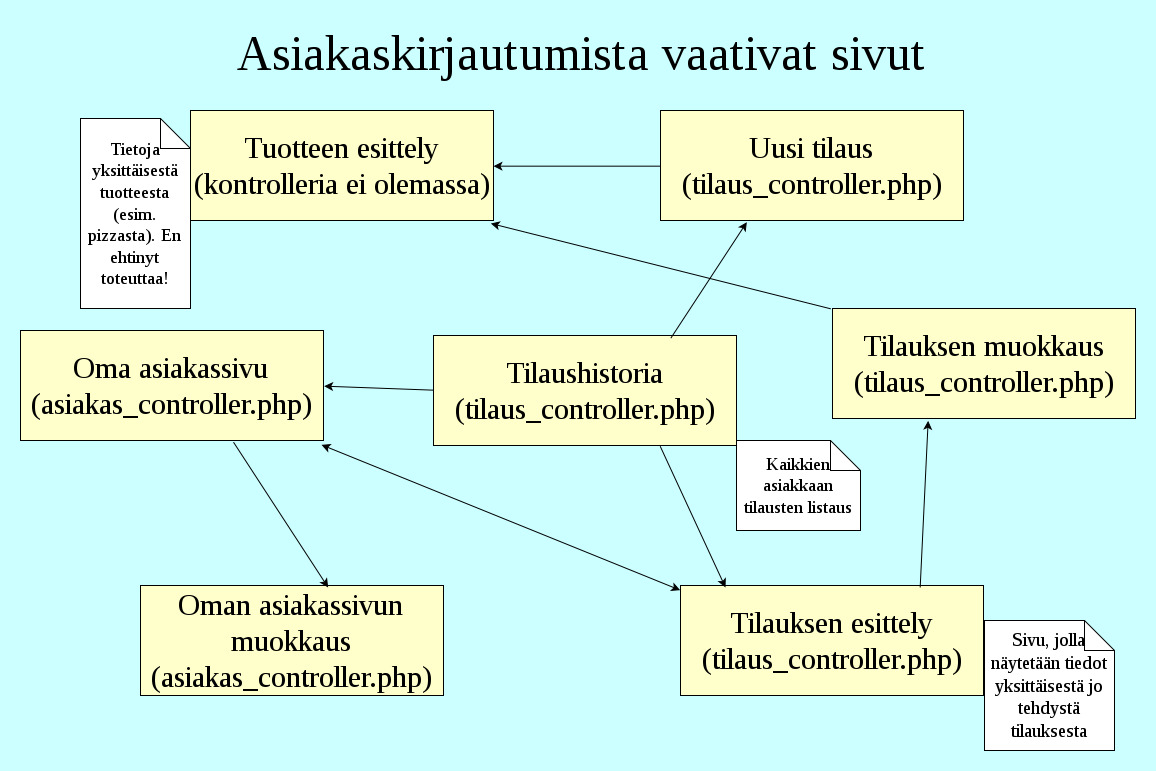 Asiakaskirjautumista vaativat sivut
Tietoja
yksittäisestä
tuotteesta
(esim.
pizzasta). En
ehtinyt
toteuttaa!
Tuotteen esittely
(kontrolleria ei olemassa)
Uusi tilaus
(tilaus_controller.php)
Oma asiakassivu
(asiakas_controller.php)
Tilaushistoria
(tilaus_controller.php)
Tilauksen muokkaus
(tilaus_controller.php)
Kaikkien
asiakkaan
tilausten listaus
Oman asiakassivun
muokkaus
(asiakas_controller.php)
Tilauksen esittely
(tilaus_controller.php)
Sivu, jolla
näytetään tiedot
yksittäisestä jo
tehdystä
tilauksesta